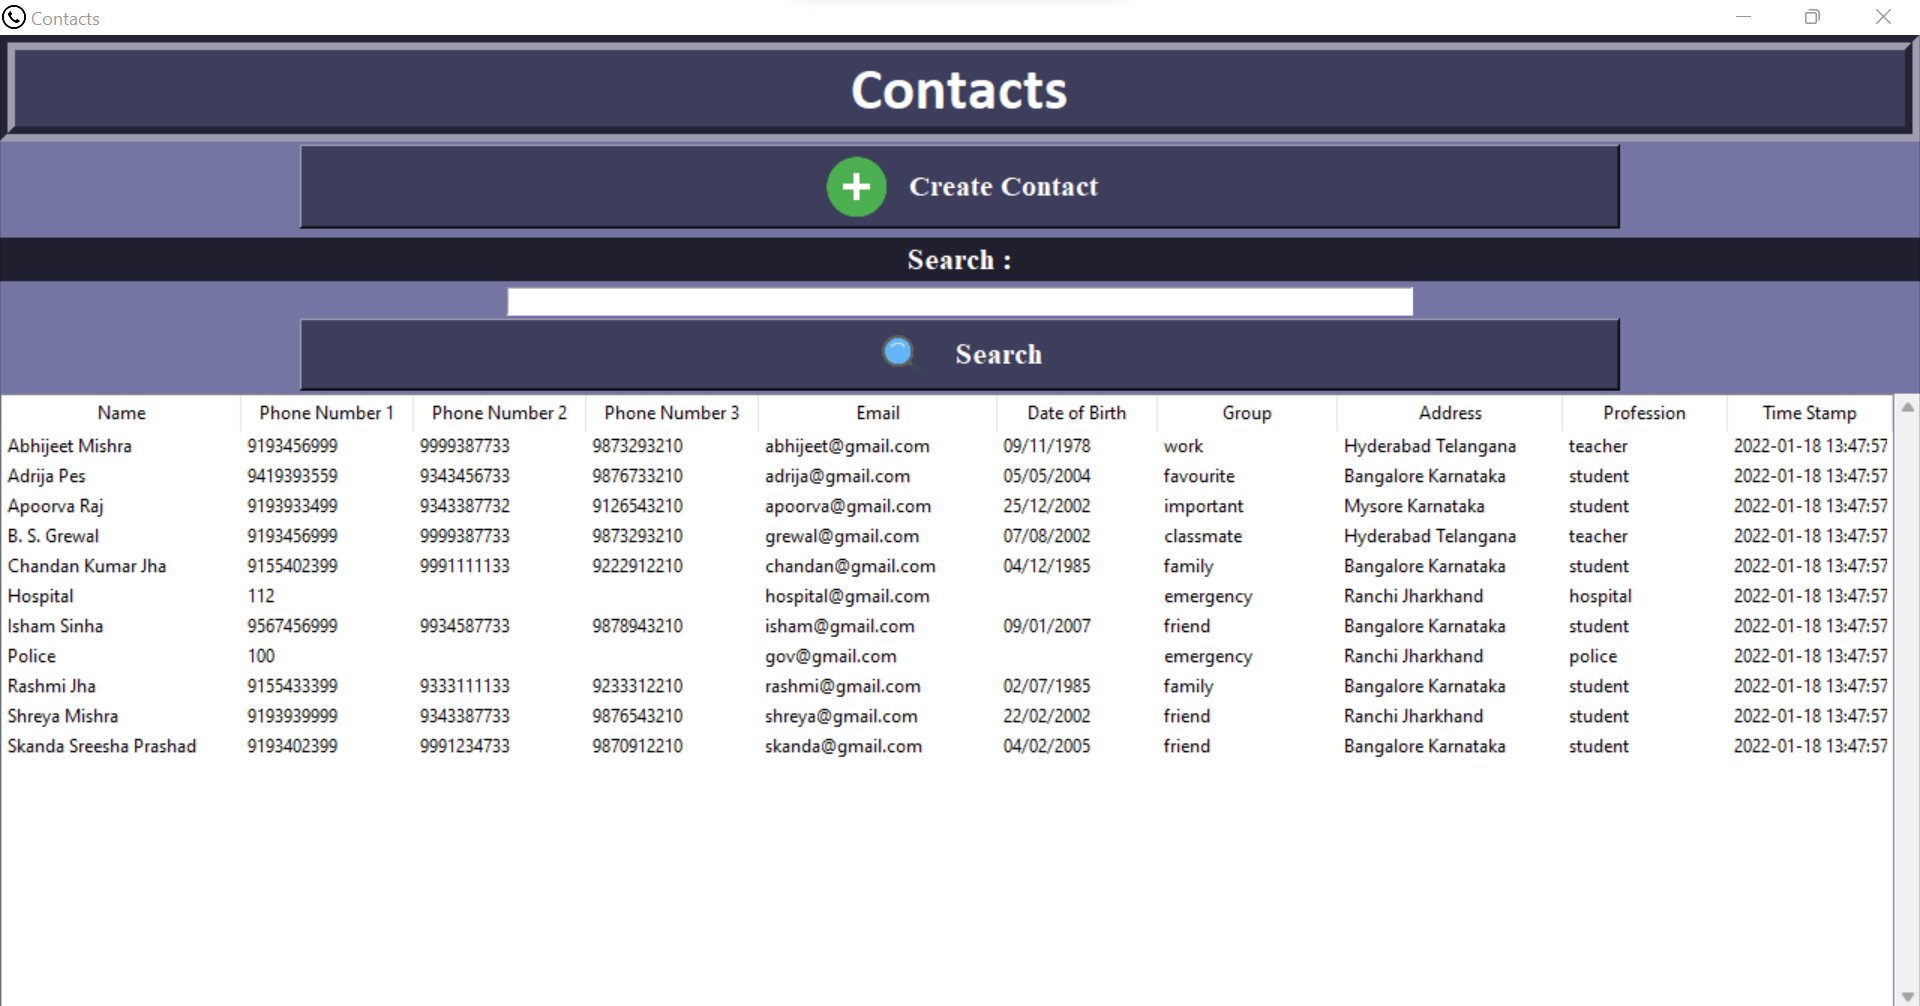 Contacts
Contacts
Create Contact
Search :
Search
Name Phone Number 1 Phone Number 2 Phone Number 3 Email Date of Birth Group Address Profession Time Stamp
Abhijeet Mishra 9193456999 9999387733 9873293210 abhijeet@gmail.com 09/11/1978 work Hyderabad Telangana teacher 2022-01-18 13:47:57
Adrija Pes 9419393559 9343456733 9876733210 adrija@gmail.com 05/05/2004 favourite Bangalore Karnataka student 2022-01-18 13:47:57
Apoorva Raj 9193933499 9343387732 9126543210 apoorva@gmail.com 25/12/2002 important Mysore Karnataka student 2022-01-18 13:47:57
B. S. Grewal 9193456999 9999387733 9873293210 grewal@gmail.com 07/08/2002 classmate Hyderabad Telangana teacher 2022-01-18 13:47:57
Chandan Kumar Jha 9155402399 9991111133 9222912210 chandan@gmail.com 04/12/1985 family Bangalore Karnataka student 2022-01-18 13:47:57
Hospital 112 hospital@gmail.com emergency Ranchi Jharkhand hospital 2022-01-18 13:47:57
Isham Sinha 9567456999 9934587733 9878943210 isham@gmail.com 09/01/2007 friend Bangalore Karnataka student 2022-01-18 13:47:57
Police 100 gov@gmail.com emergency Ranchi Jharkhand police 2022-01-18 13:47:57
Rashmi Jha 9155433399 9333111133 9233312210 rashmi@gmail.com 02/07/1985 family Bangalore Karnataka student 2022-01-18 13:47:57
Shreya Mishra 9193939999 9343387733 9876543210 shreya@gmail.com 22/02/2002 friend Ranchi Jharkhand student 2022-01-18 13:47:57
Skanda Sreesha Prashad 9193402399 9991234733 9870912210 skanda@gmail.com 04/02/2005 friend Bangalore Karnataka student 2022-01-18 13:47:57